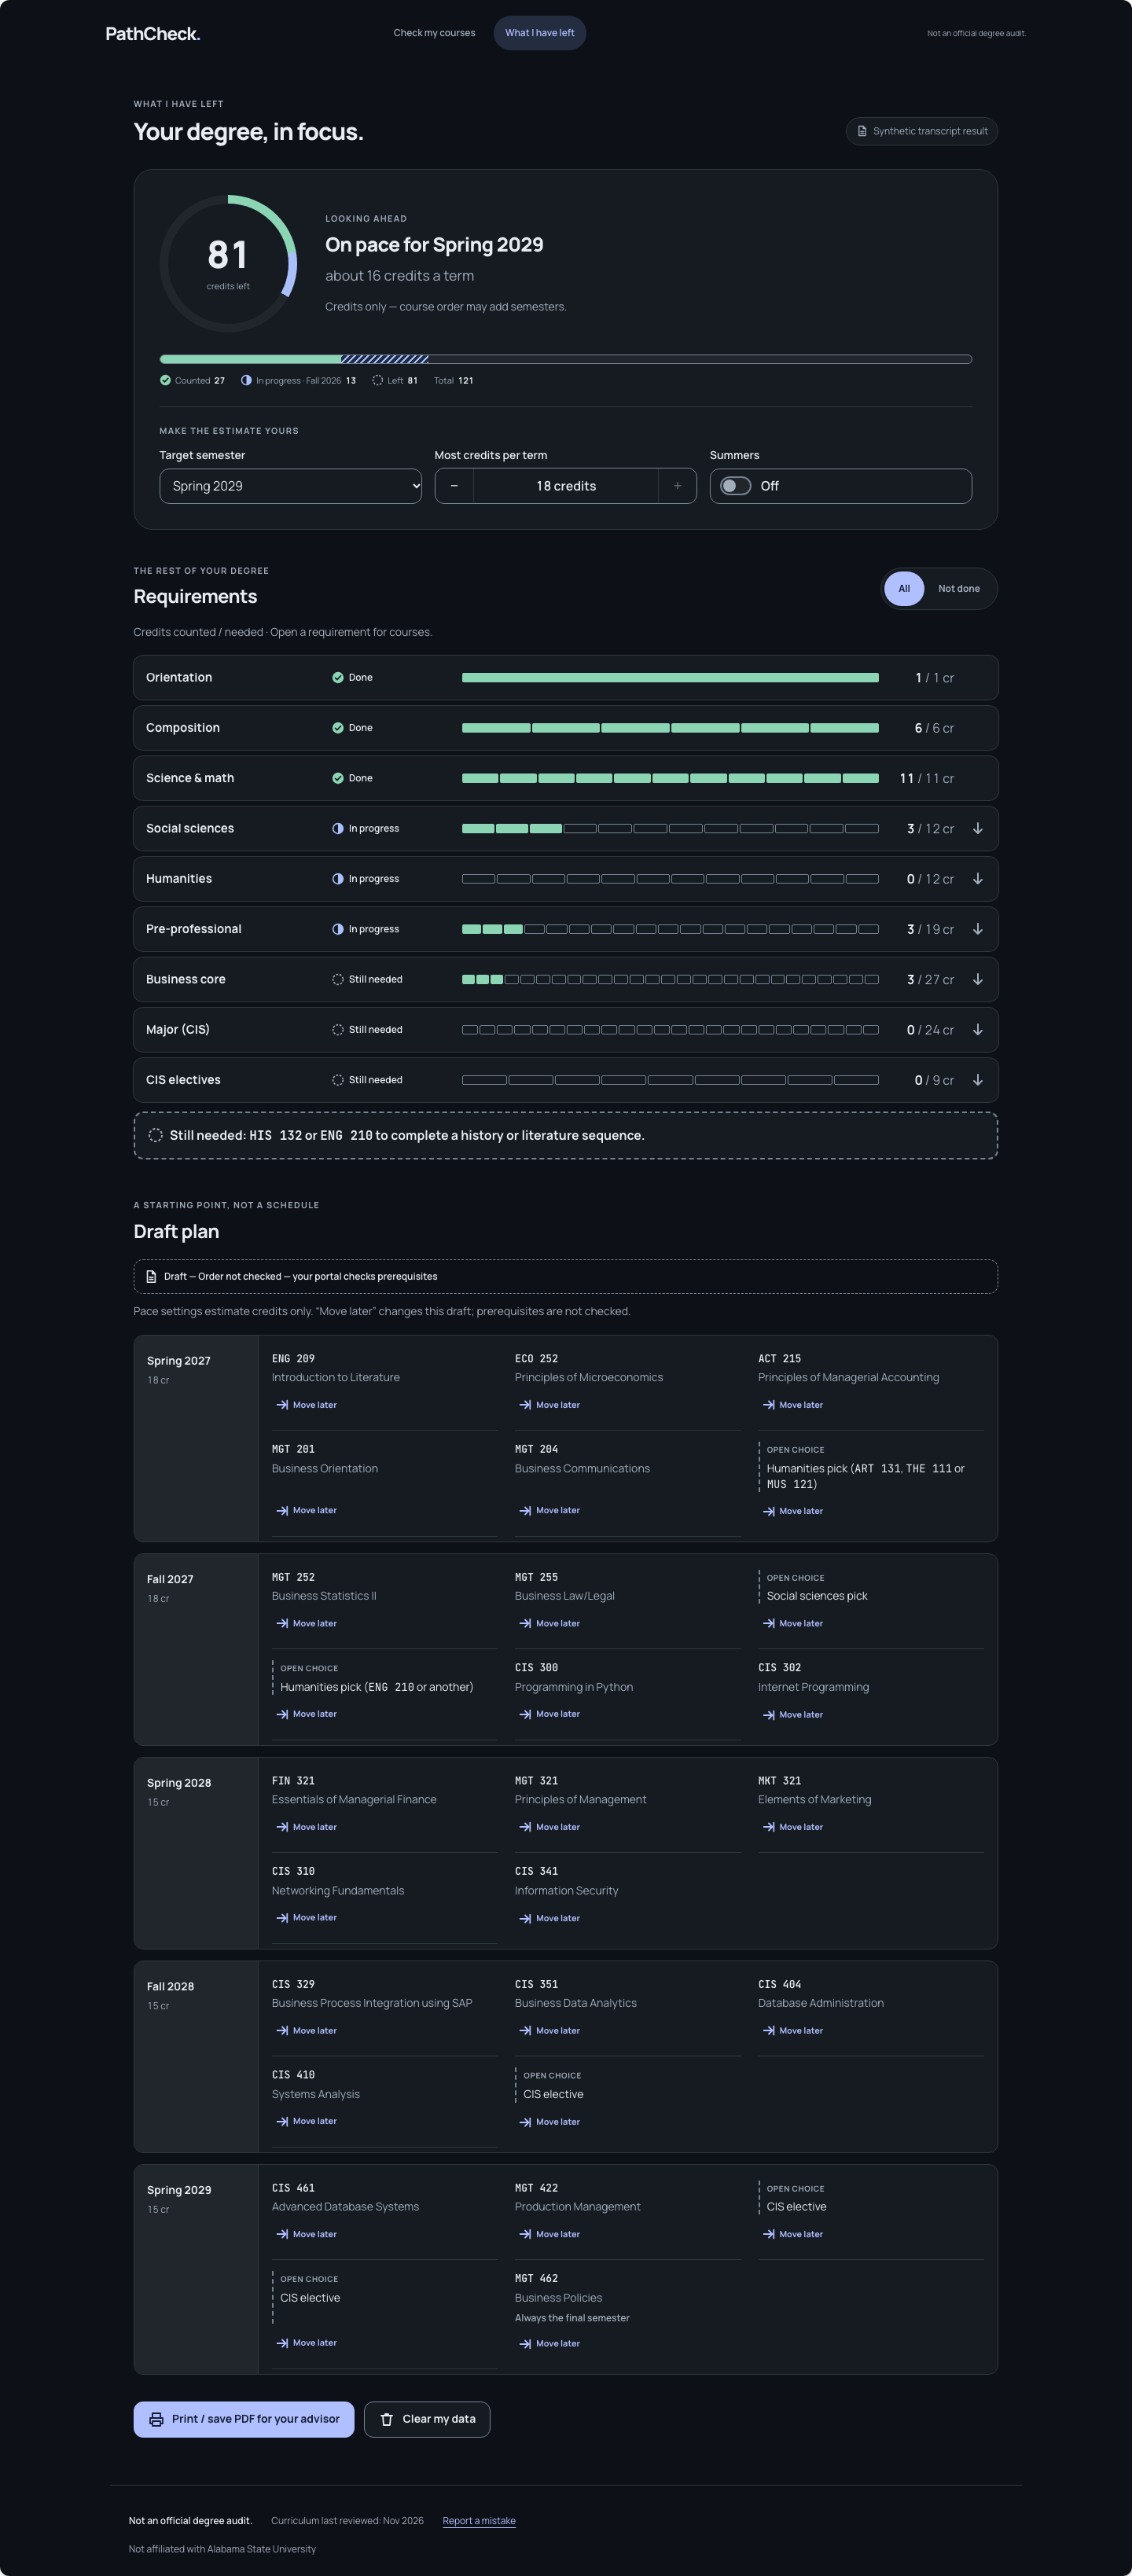 PathCheck.
Check my courses
What I have left
Not an official degree audit.
WHAT I HAVE LEFT
Your degree, in focus.
Synthetic transcript result
81
credits left
LOOKING AHEAD
On pace for Spring 2029
about 16 credits a term
Credits only — course order may add semesters.
Counted 27
In progress · Fall 2026 13
Left 81
Total 121
MAKE THE ESTIMATE YOURS
Target semester
Most credits per term
Summers
Spring 2029
− 18 credits +
Off
THE REST OF YOUR DEGREE
Requirements
All
Not done
Credits counted / needed · Open a requirement for courses.
Orientation Done 1 / 1 cr
Composition Done 6 / 6 cr
Science & math Done 11 / 11 cr
Social sciences In progress 3 / 12 cr
Humanities In progress 0 / 12 cr
Pre-professional In progress 3 / 19 cr
Business core Still needed 3 / 27 cr
Major (CIS) Still needed 0 / 24 cr
CIS electives Still needed 0 / 9 cr
Still needed: HIS 132 or ENG 210 to complete a history or literature sequence.
A STARTING POINT, NOT A SCHEDULE
Draft plan
Draft — Order not checked — your portal checks prerequisites
Pace settings estimate credits only. “Move later” changes this draft; prerequisites are not checked.
Spring 2027
18 cr
ENG 209
Introduction to Literature
Move later
ECO 252
Principles of Microeconomics
Move later
ACT 215
Principles of Managerial Accounting
Move later
MGT 201
Business Orientation
Move later
MGT 204
Business Communications
Move later
OPEN CHOICE
Humanities pick (ART 131, THE 111 or
MUS 121)
Move later
Fall 2027
18 cr
MGT 252
Business Statistics II
Move later
MGT 255
Business Law/Legal
Move later
OPEN CHOICE
Social sciences pick
Move later
OPEN CHOICE
Humanities pick (ENG 210 or another)
Move later
CIS 300
Programming in Python
Move later
CIS 302
Internet Programming
Move later
Spring 2028
15 cr
FIN 321
Essentials of Managerial Finance
Move later
MGT 321
Principles of Management
Move later
MKT 321
Elements of Marketing
Move later
CIS 310
Networking Fundamentals
Move later
CIS 341
Information Security
Move later
Fall 2028
15 cr
CIS 329
Business Process Integration using SAP
Move later
CIS 351
Business Data Analytics
Move later
CIS 404
Database Administration
Move later
CIS 410
Systems Analysis
Move later
OPEN CHOICE
CIS elective
Move later
Spring 2029
15 cr
CIS 461
Advanced Database Systems
Move later
MGT 422
Production Management
Move later
OPEN CHOICE
CIS elective
Move later
OPEN CHOICE
CIS elective
Move later
MGT 462
Business Policies
Always the final semester
Move later
Print / save PDF for your advisor
Clear my data
Not an official degree audit.
Curriculum last reviewed: Nov 2026
Report a mistake
Not affiliated with Alabama State University